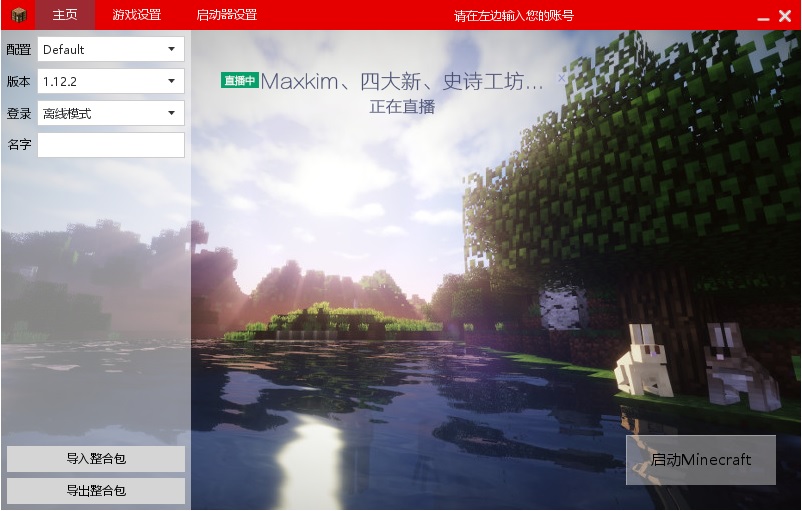 主页 游戏设置 启动器设置 请在左边输入您的账号
配置 Default
版本 1.12.2
登录 离线模式
名字
直播中 Maxkim、四大新、史诗工坊... X
正在直播
导入整合包
导出整合包
启动Minecraft